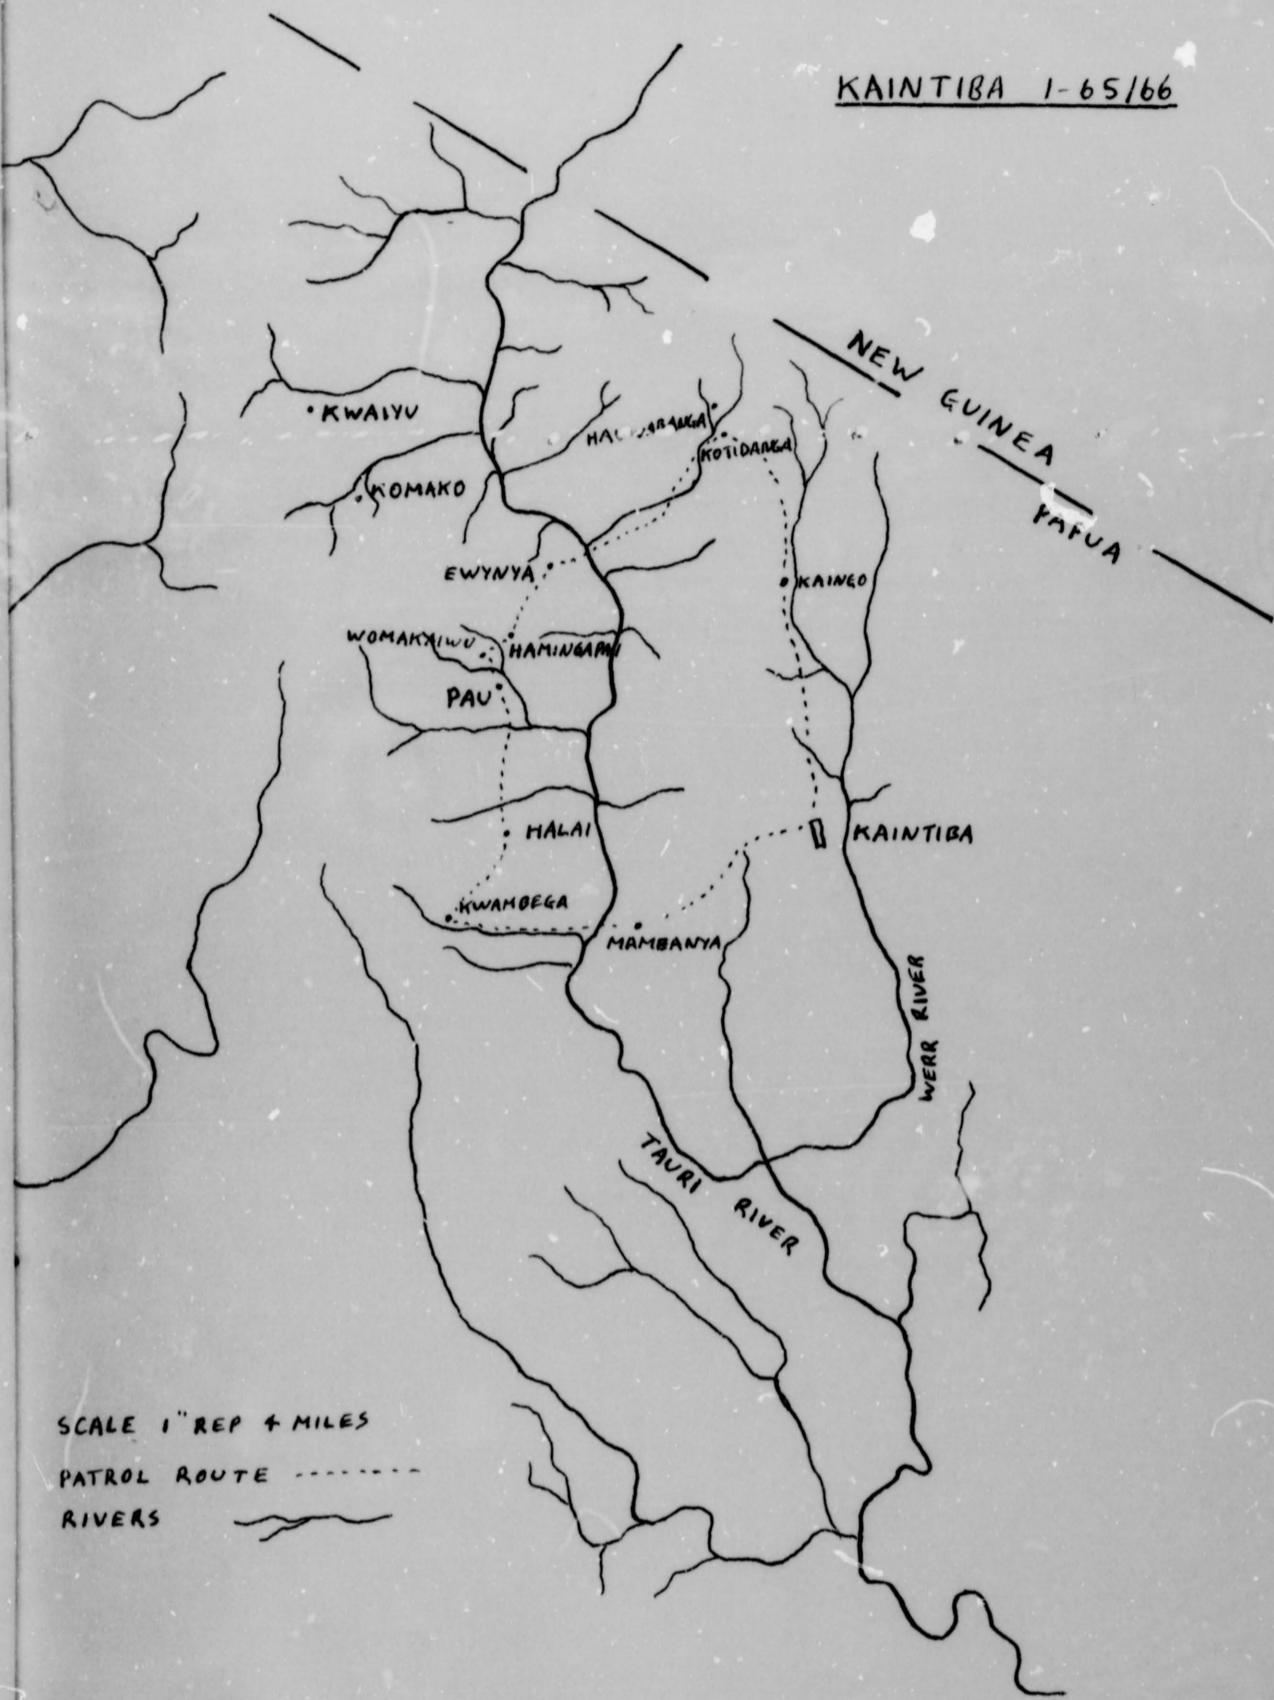 KAINTIBA 1-65/66
NEW GUINEA
PAPUA
KWAIYU
KOTIDANGA
KOMAKO
EWYNYA
KAINGO
WOMAKAIWU
HAMINGAPAI
PAU
HALAI
KAINTIBA
KWAMBEGA
MAMBANYA
WERR RIVER
TAURI RIVER
SCALE 1" REP 4 MILES
PATROL ROUTE
RIVERS